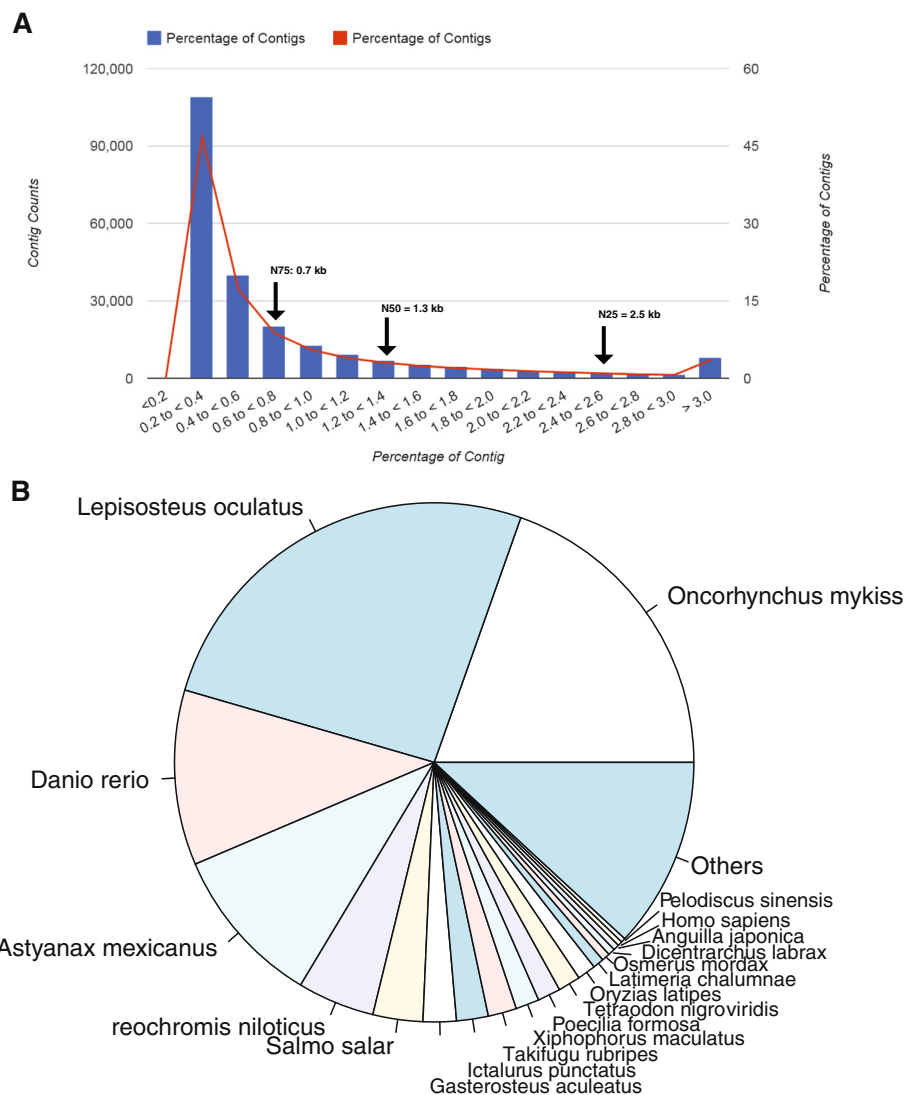 A
Percentage of Contigs Percentage of Contigs
120,000 60
90,000 45
60,000 30
30,000 15
0 0
Contig Counts
Percentage of Contigs
N75: 0.7 kb
N50 = 1.3 kb
N25 = 2.5 kb
<0.2
0.2 to < 0.4
0.4 to < 0.6
0.6 to < 0.8
0.8 to < 1.0
1.0 to < 1.2
1.2 to < 1.4
1.4 to < 1.6
1.6 to < 1.8
1.8 to < 2.0
2.0 to < 2.2
2.2 to < 2.4
2.4 to < 2.6
2.6 to < 2.8
2.8 to < 3.0
> 3.0
Percentage of Contig
B
Lepisosteus oculatus
Oncorhynchus mykiss
Danio rerio
Others
Pelodiscus sinensis
Homo sapiens
Anguilla japonica
Dicentrarchus labrax
Astyanax mexicanus
Osmerus mordax
Latimeria chalumnae
Oryzias latipes
Tetraodon nigroviridis
Poecilia formosa
reochromis niloticus
Xiphophorus maculatus
Salmo salar
Takifugu rubripes
Ictalurus punctatus
Gasterosteus aculeatus